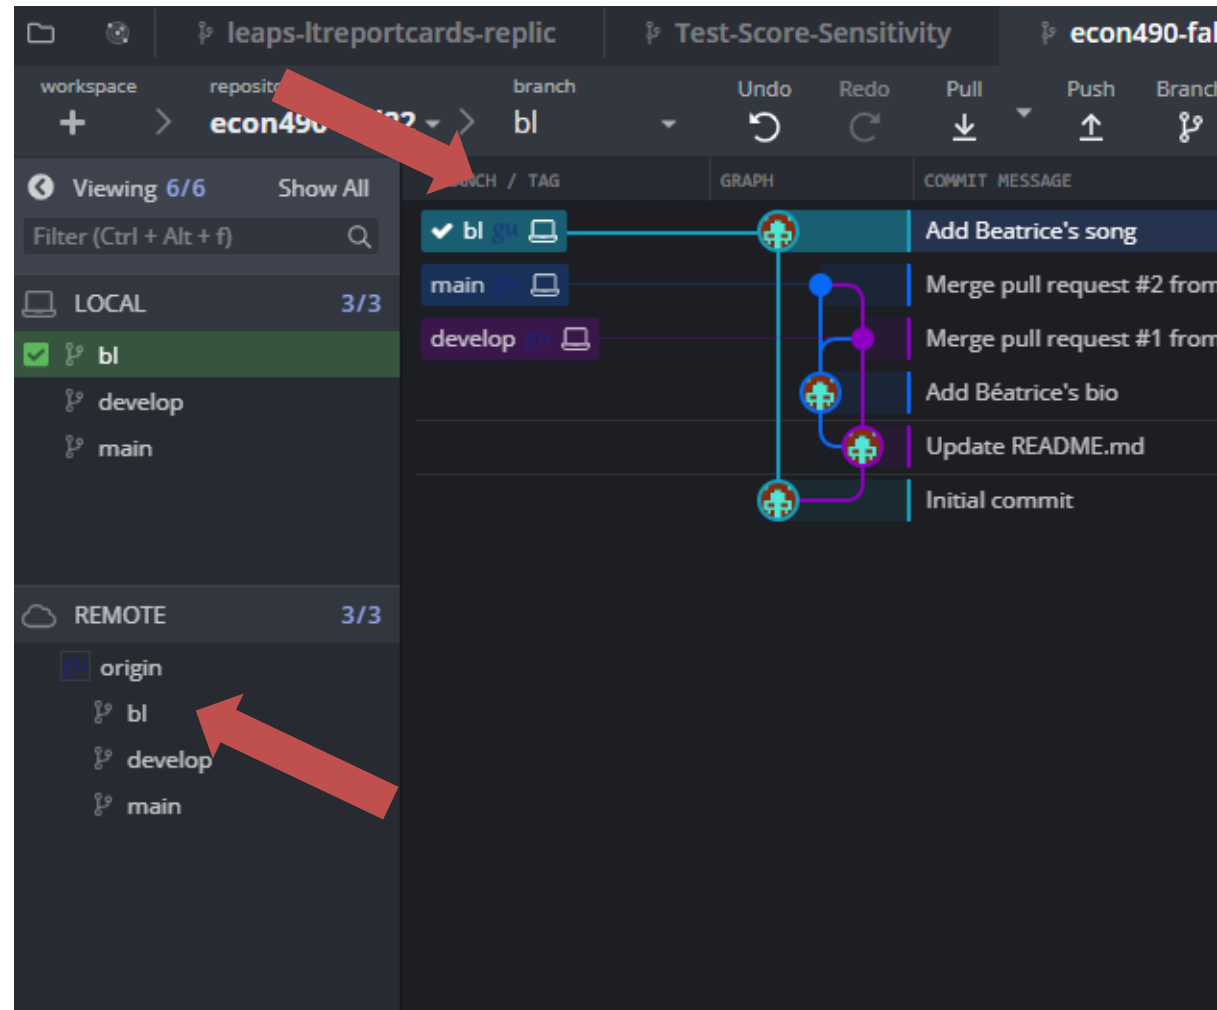 leaps-ltreportcards-replic
Test-Score-Sensitivity
econ490-fal
workspace
branch
bl
Undo
Redo
Pull
Push
Viewing 6/6
Show All
Filter (Ctrl + Alt + f)
/ TAG
GRAPH
COMMIT MESSAGE
bl gu
Add Beatrice's song
main
Merge pull request #2 from
develop gu
Merge pull request #1 from
Add Béatrice's bio
Update README.md
Initial commit
LOCAL
3/3
bl
develop
main
REMOTE
3/3
origin
bl
develop
main